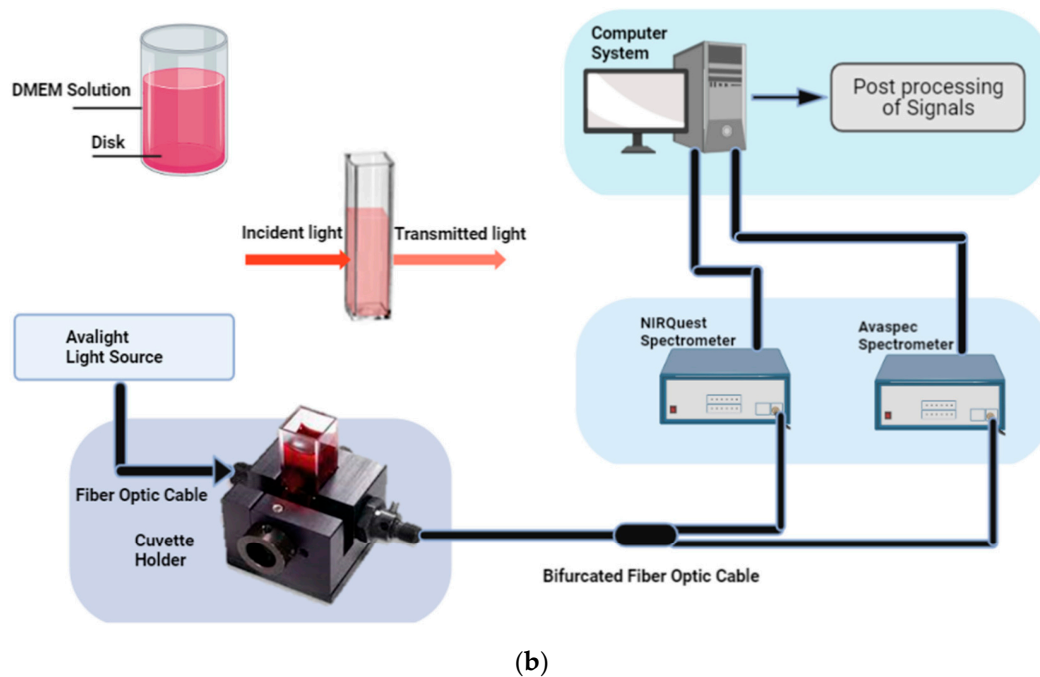 DMEM Solution
Disk
Incident light
Transmitted light
Computer
System
Post processing
of Signals
Avalight
Light Source
NIRQuest
Spectrometer
Avaspec
Spectrometer
Fiber Optic Cable
Cuvette
Holder
Bifurcated Fiber Optic Cable
(b)